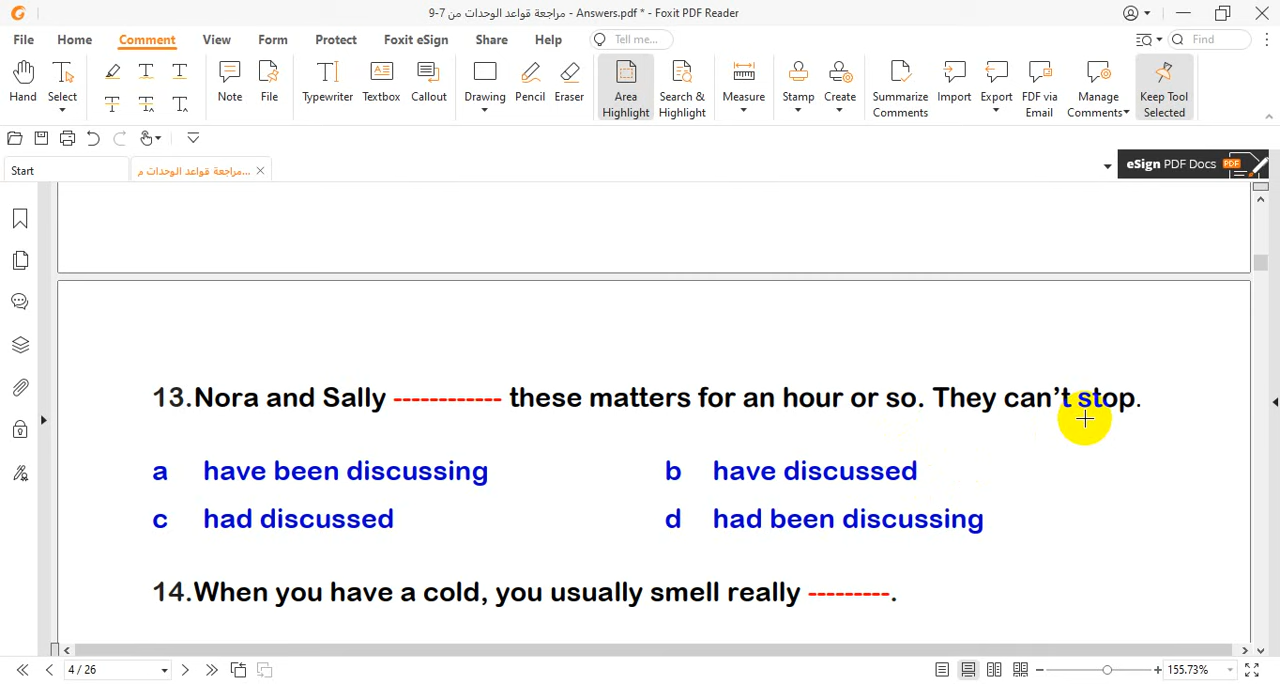 مراجعة قواعد الوحدات من 7-9 - Answers.pdf * - Foxit PDF Reader
File Home Comment View Form Protect Foxit eSign Share Help Tell me... Find
Hand Select Note File Typewriter Textbox Callout Drawing Pencil Eraser Area Highlight Search & Highlight Measure Stamp Create Summarize Comments Import Export PDF via Email Manage Comments Keep Tool Selected
Start مراجعة قواعد الوحدات م... eSign PDF Docs PDF
13.Nora and Sally ------------ these matters for an hour or so. They can’t stop.
a have been discussing b have discussed
c had discussed d had been discussing
14.When you have a cold, you usually smell really ---------.
4 / 26 155.73%